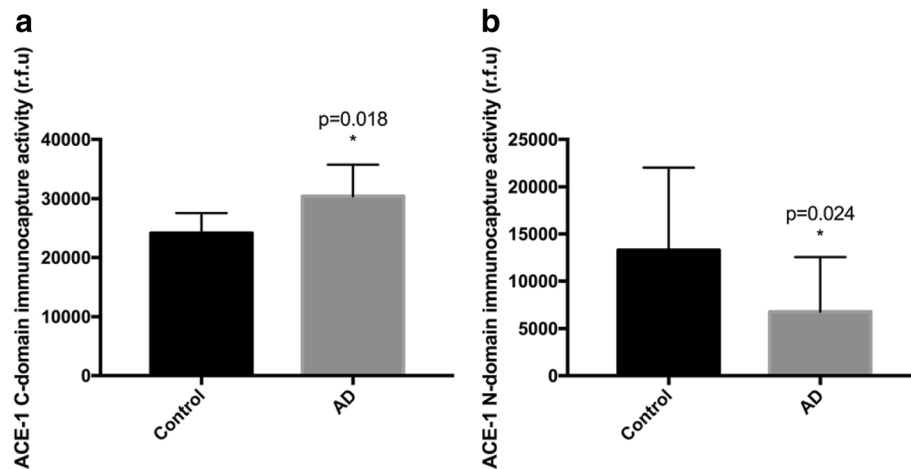 a
ACE-1 C-domain immunocapture activity (r.f.u)
p=0.018
*
40000
30000
20000
10000
0
Control
AD
b
ACE-1 N-domain immunocapture activity (r.f.u)
25000
20000
p=0.024
*
15000
10000
5000
0
Control
AD